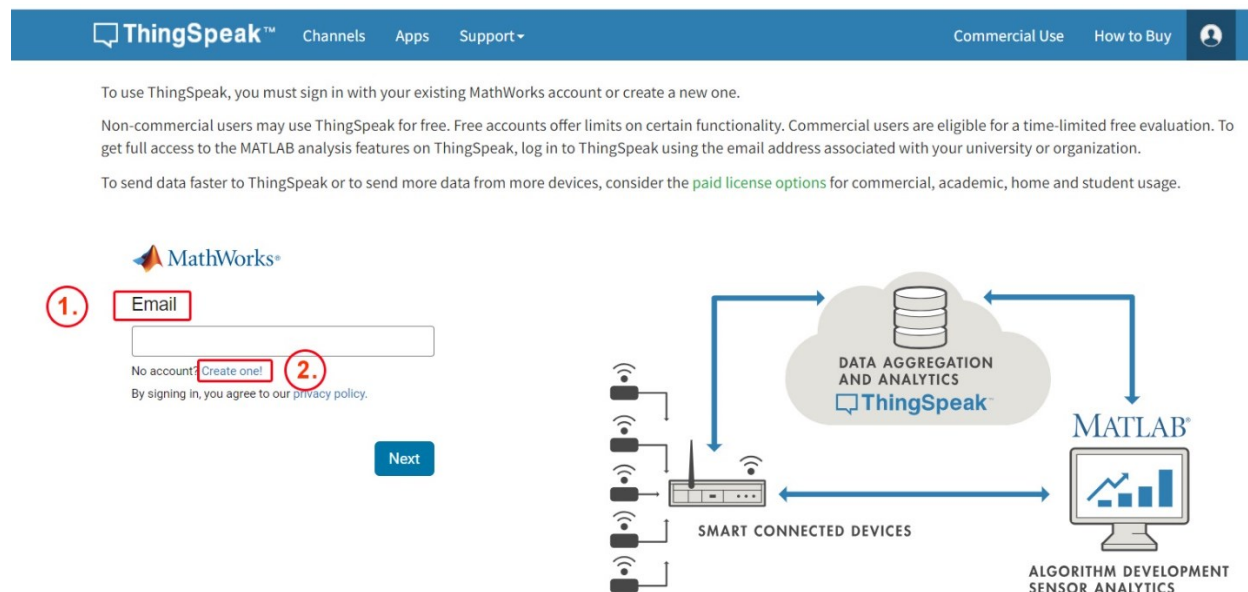 ThingSpeak™ Channels Apps Support Commercial Use How to Buy
To use ThingSpeak, you must sign in with your existing MathWorks account or create a new one.
Non-commercial users may use ThingSpeak for free. Free accounts offer limits on certain functionality. Commercial users are eligible for a time-limited free evaluation. To
get full access to the MATLAB analysis features on ThingSpeak, log in to ThingSpeak using the email address associated with your university or organization.
To send data faster to ThingSpeak or to send more data from more devices, consider the paid license options for commercial, academic, home and student usage.
MathWorks®
1. Email
No account? Create one! 2.
By signing in, you agree to our privacy policy.
Next
DATA AGGREGATION
AND ANALYTICS
ThingSpeak™
MATLAB®
SMART CONNECTED DEVICES
ALGORITHM DEVELOPMENT
SENSOR ANALYTICS